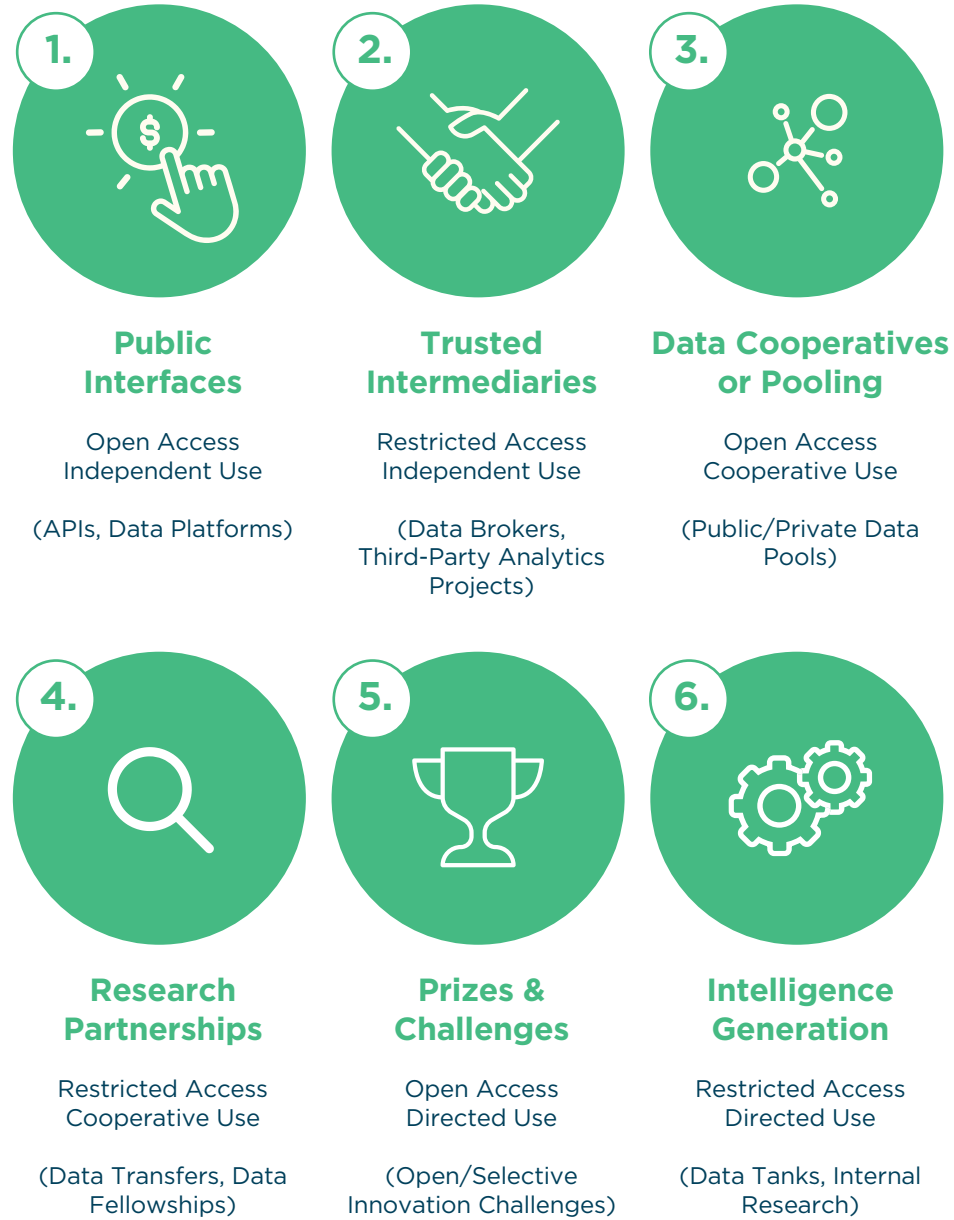 1.
$
Public
Interfaces
Open Access
Independent Use
(APIs, Data Platforms)
2.
Trusted
Intermediaries
Restricted Access
Independent Use
(Data Brokers,
Third-Party Analytics
Projects)
3.
Data Cooperatives
or Pooling
Open Access
Cooperative Use
(Public/Private Data
Pools)
4.
Research
Partnerships
Restricted Access
Cooperative Use
(Data Transfers, Data
Fellowships)
5.
Prizes &
Challenges
Open Access
Directed Use
(Open/Selective
Innovation Challenges)
6.
Intelligence
Generation
Restricted Access
Directed Use
(Data Tanks, Internal
Research)